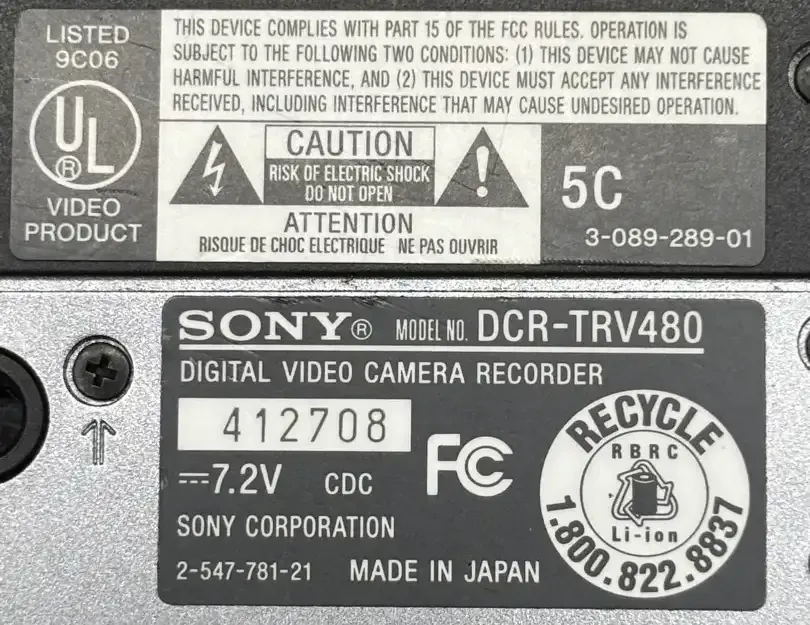 LISTED
9C06
UL®
VIDEO
PRODUCT
THIS DEVICE COMPLIES WITH PART 15 OF THE FCC RULES. OPERATION IS
SUBJECT TO THE FOLLOWING TWO CONDITIONS: (1) THIS DEVICE MAY NOT CAUSE
HARMFUL INTERFERENCE, AND (2) THIS DEVICE MUST ACCEPT ANY INTERFERENCE
RECEIVED, INCLUDING INTERFERENCE THAT MAY CAUSE UNDESIRED OPERATION.
CAUTION
RISK OF ELECTRIC SHOCK
DO NOT OPEN
ATTENTION
RISQUE DE CHOC ELECTRIQUE NE PAS OUVRIR
5C
3-089-289-01
SONY® MODEL NO. DCR-TRV480
DIGITAL VIDEO CAMERA RECORDER
412708
⎓7.2V CDC
FC
SONY CORPORATION
2-547-781-21 MADE IN JAPAN
RECYCLE
RBRC
Li-ion
1.800.822.8837